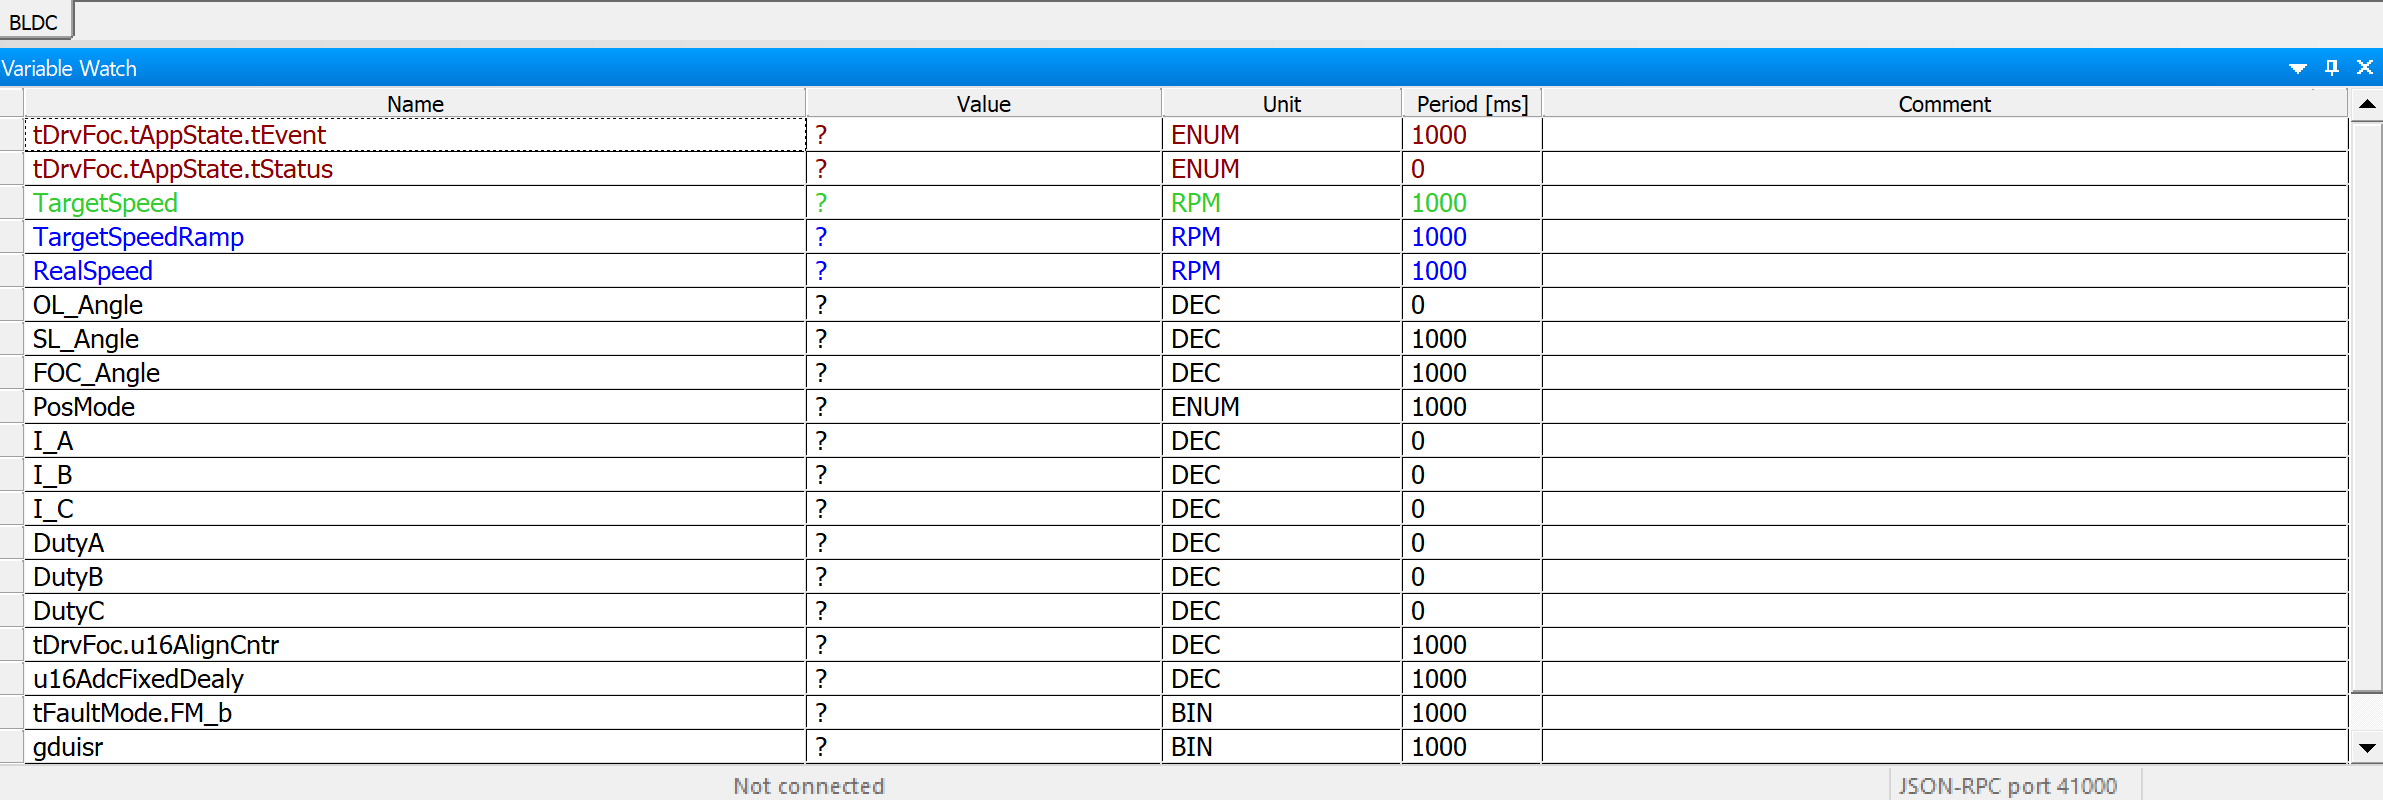 BLDC
Variable Watch
Name Value Unit Period [ms] Comment
tDrvFoc.tAppState.tEvent ? ENUM 1000
tDrvFoc.tAppState.tStatus ? ENUM 0
TargetSpeed ? RPM 1000
TargetSpeedRamp ? RPM 1000
RealSpeed ? RPM 1000
OL_Angle ? DEC 0
SL_Angle ? DEC 1000
FOC_Angle ? DEC 1000
PosMode ? ENUM 1000
I_A ? DEC 0
I_B ? DEC 0
I_C ? DEC 0
DutyA ? DEC 0
DutyB ? DEC 0
DutyC ? DEC 0
tDrvFoc.u16AlignCntr ? DEC 1000
u16AdcFixedDealy ? DEC 1000
tFaultMode.FM_b ? BIN 1000
gduisr ? BIN 1000
Not connected JSON-RPC port 41000